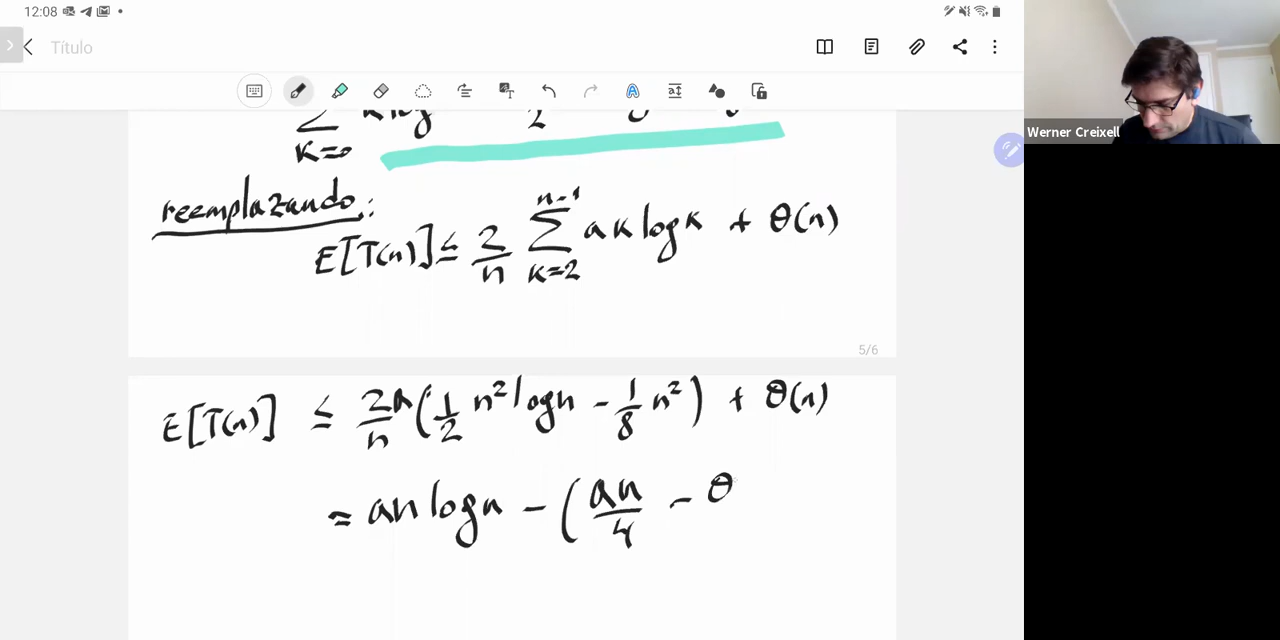 12:08
Título
Werner Creixell
K=0
reemplazando:
E[T(n)] ≤ 2/n ∑_{K=2}^{n-1} aK log K + Θ(n)
5/6
E[T(n)] ≤ 2a/n (1/2 n² log n - 1/8 n²) + Θ(n)
= an log n - (an/4 - Θ